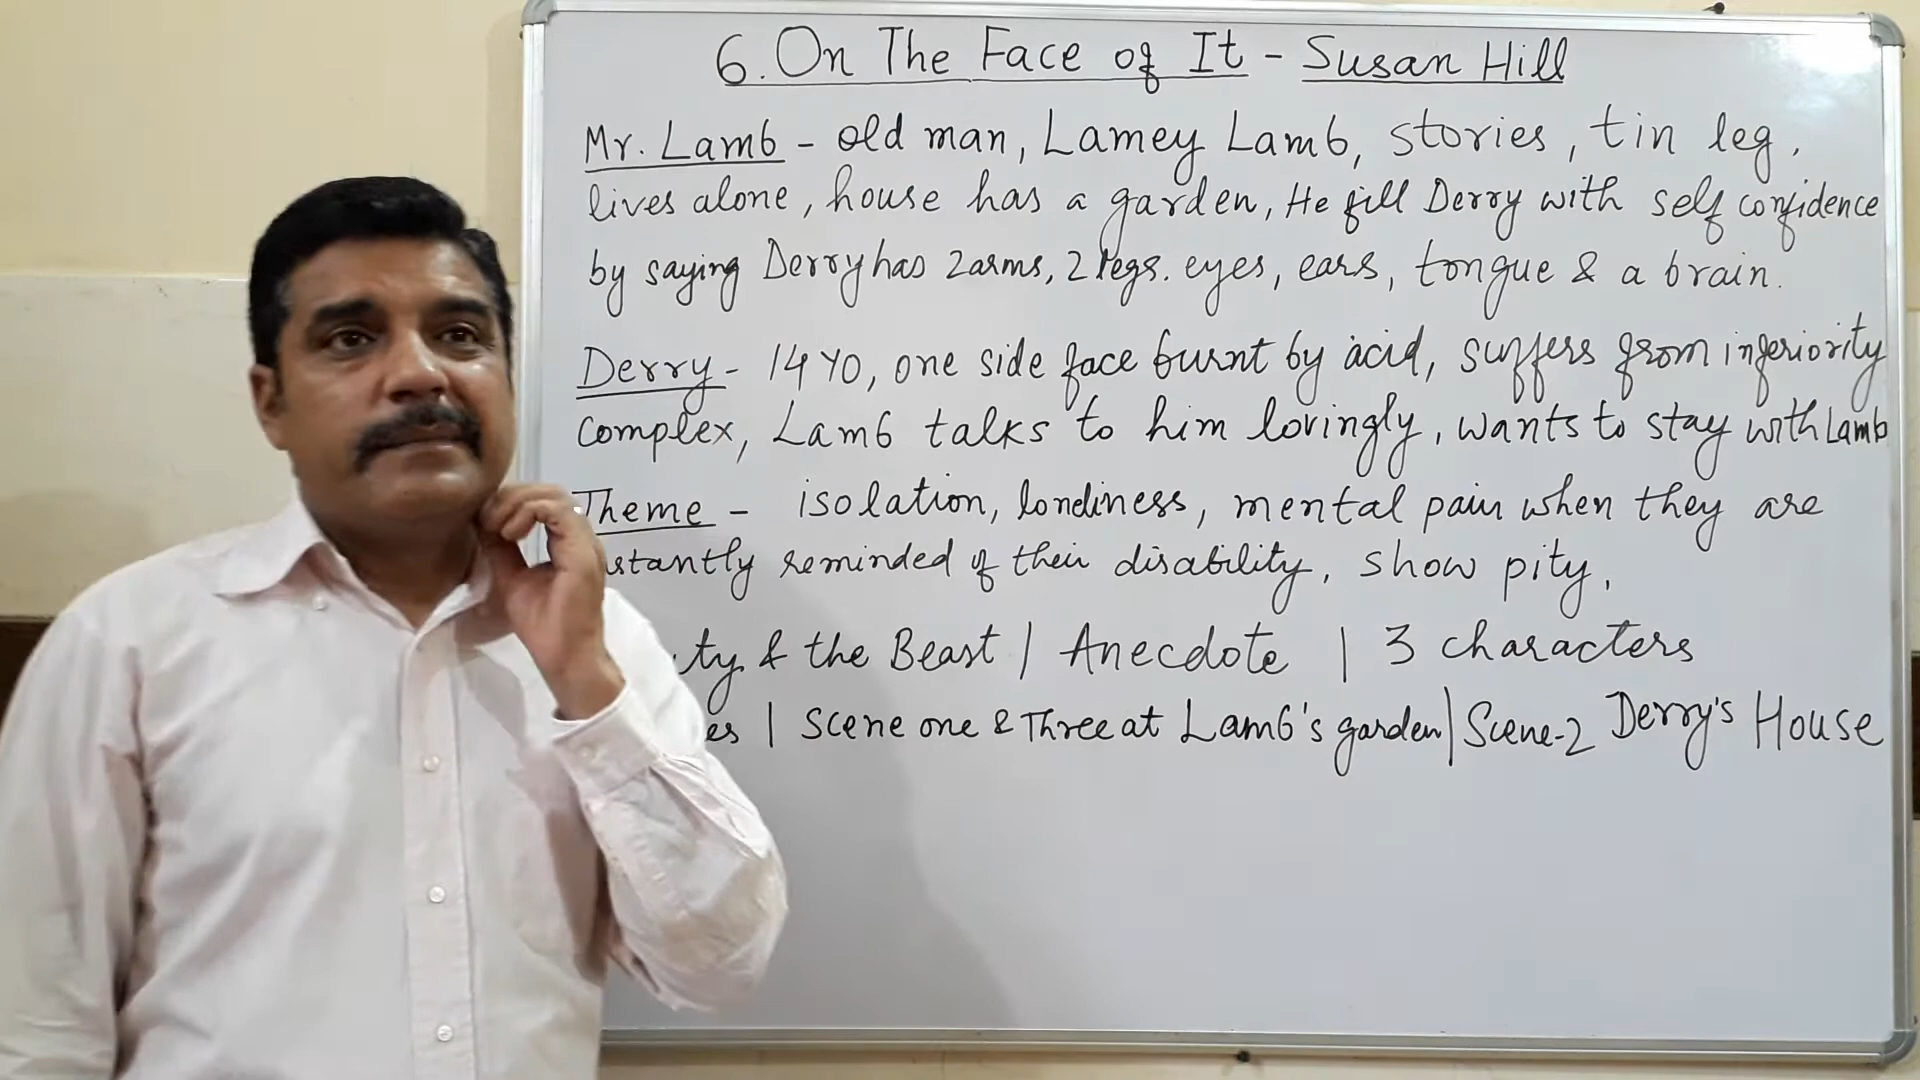 6. On The Face of It - Susan Hill
Mr. Lamb - old man, Lamey Lamb, stories, tin leg,
lives alone, house has a garden, He fill Derry with self confidence
by saying Derry has 2 arms, 2 legs. eyes, ears, tongue & a brain.
Derry - 14 YO, one side face burnt by acid, suffers from inferiority
complex, Lamb talks to him lovingly, wants to stay with Lamb
Theme - isolation, loneliness, mental pain when they are
stantly reminded of their disability, show pity,
ty & the Beast | Anecdote | 3 characters
es | Scene one & Three at Lamb's garden | Scene-2 Derry's House